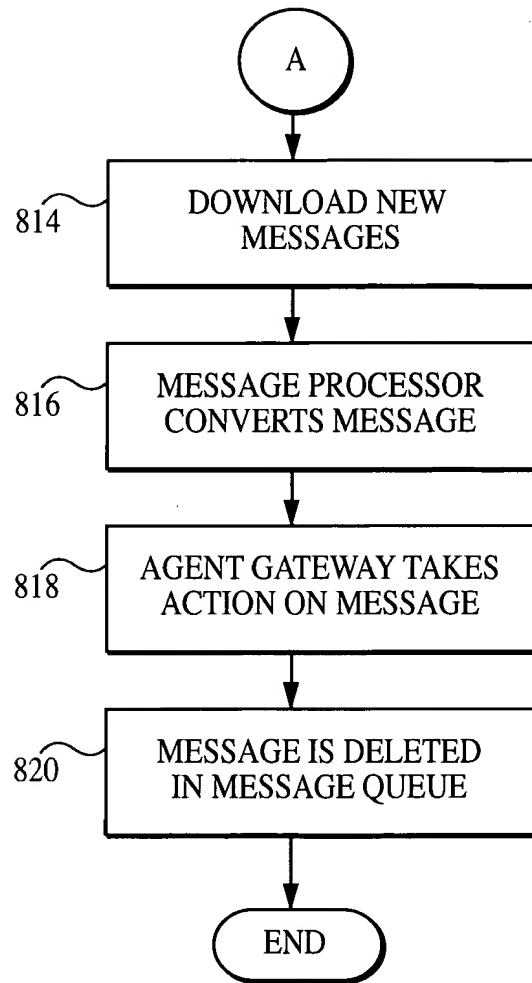 A
814
DOWNLOAD NEW
MESSAGES
816
MESSAGE PROCESSOR
CONVERTS MESSAGE
818
AGENT GATEWAY TAKES
ACTION ON MESSAGE
820
MESSAGE IS DELETED
IN MESSAGE QUEUE
END